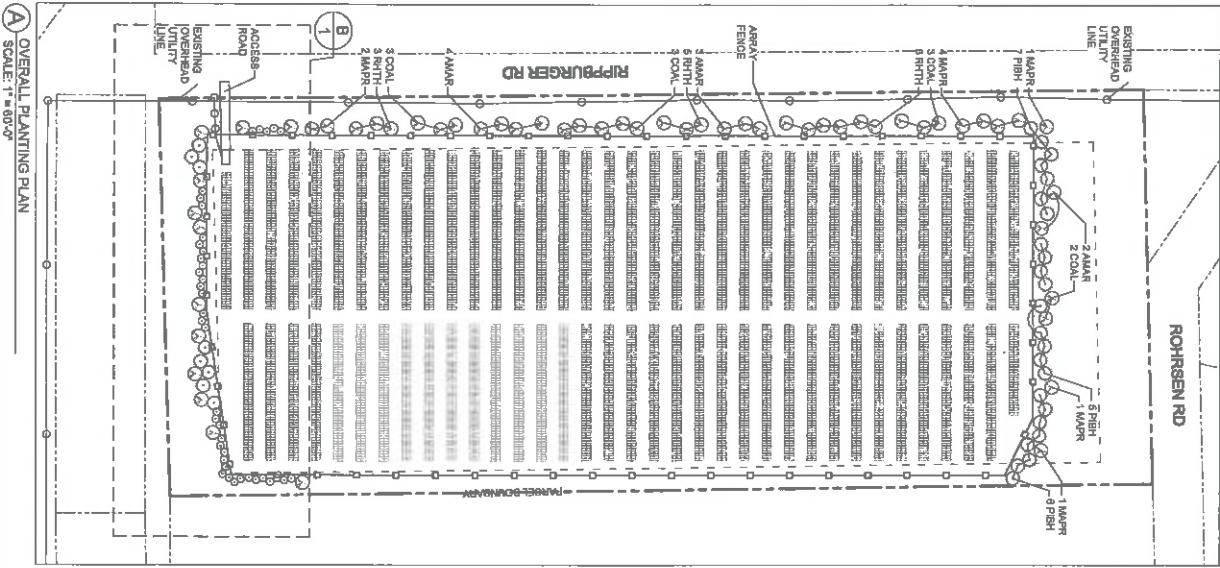 A
OVERALL PLANTING PLAN
SCALE: 1" = 60'-0"
EXISTING
OVERHEAD
UTILITY
LINE
ACCESS
ROAD
B
1
3 COAL
3 RHTH
2 MAPR
4 AMAR
RIPPBURGER RD
3 AMAR
5 RHTH
3 COAL
ARRAY
FENCE
4 MAPR
3 COAL
5 RHTH
1 MAPR
7 PIBH
EXISTING
OVERHEAD
UTILITY
LINE
2 AMAR
2 COAL
ROHRSEN RD
5 PIBH
1 MAPR
1 MAPR
6 PIBH
PARCEL BOUNDARY